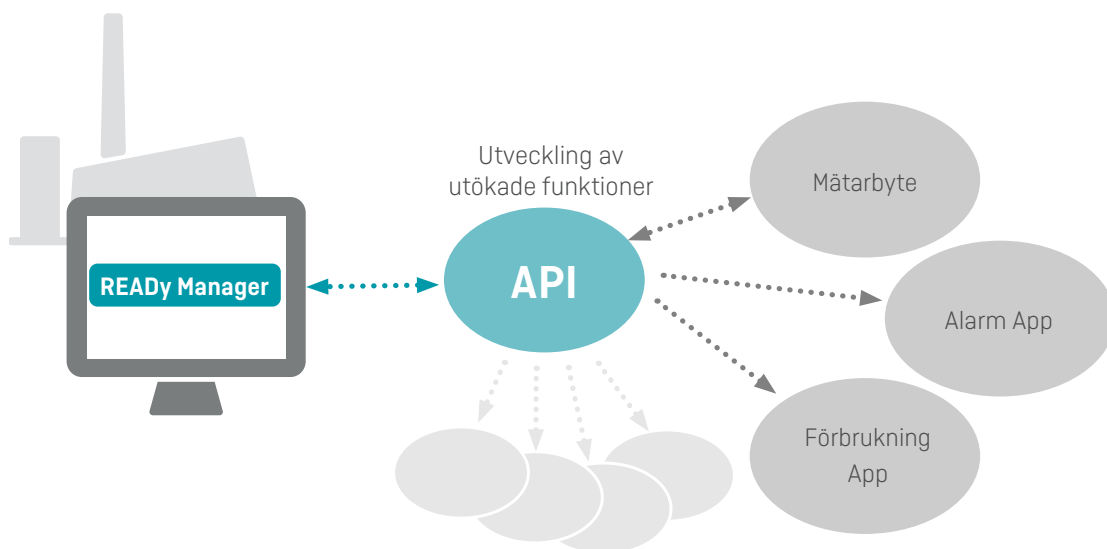 Utveckling av
utökade funktioner
READy Manager
API
Mätarbyte
Alarm App
Förbrukning
App